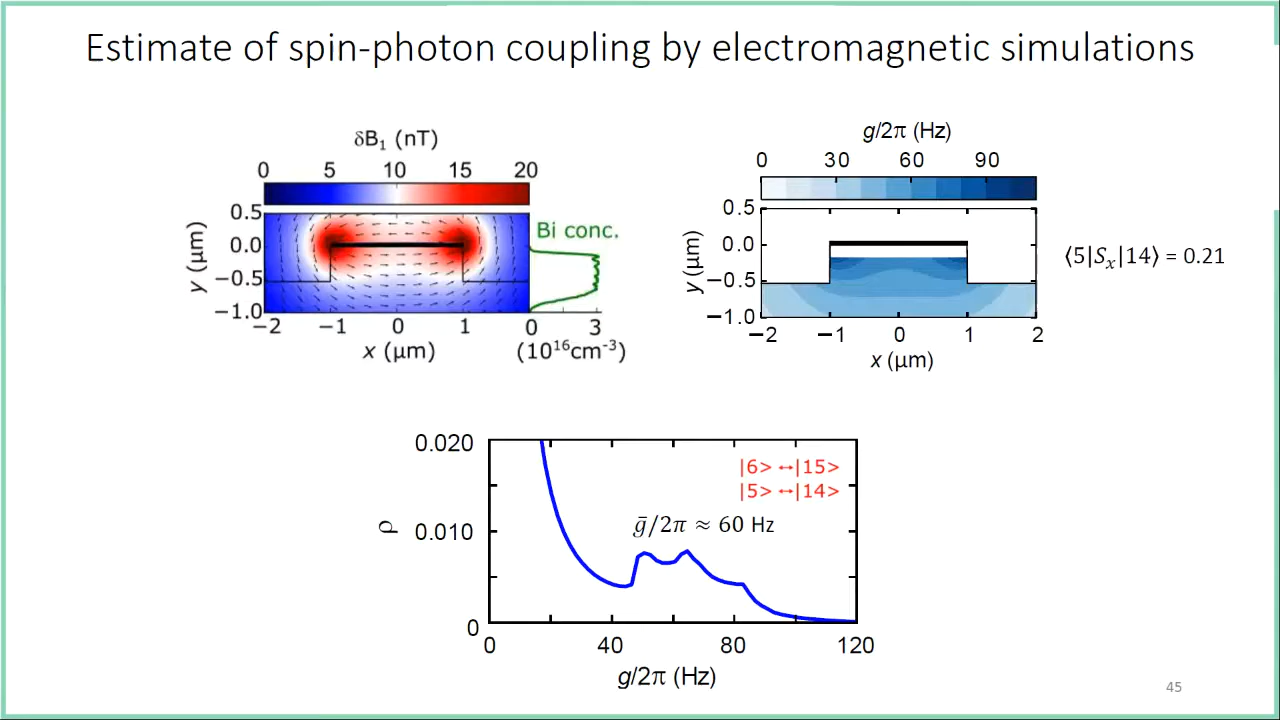 Estimate of spin-photon coupling by electromagnetic simulations
δB₁ (nT)
0 5 10 15 20
0.5
0.0
−0.5
−1.0
y (μm)
−2 −1 0 1
x (μm)
Bi conc.
0 3
(10¹⁶cm⁻³)
g/2π (Hz)
0 30 60 90
0.5
0.0
−0.5
−1.0
y (μm)
−2 −1 0 1 2
x (μm)
⟨5|Sₓ|14⟩ = 0.21
0.020
0.010
0
ρ
|6> ↔|15>
|5> ↔|14>
g̅/2π ≈ 60 Hz
0 40 80 120
g/2π (Hz)
45